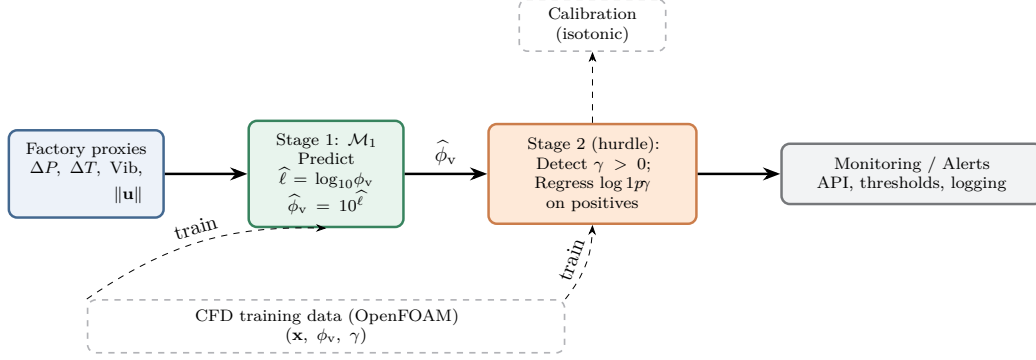 Calibration
(isotonic)
Factory proxies
ΔP, ΔT, Vib,
‖u‖
Stage 1: ℳ₁
Predict
ℓ̂ = log₁₀ϕᵥ
ϕ̂ᵥ = 10^ℓ̂
ϕ̂ᵥ
Stage 2 (hurdle):
Detect γ > 0;
Regress log 1pγ
on positives
Monitoring / Alerts
API, thresholds, logging
train
train
CFD training data (OpenFOAM)
(x, ϕᵥ, γ)